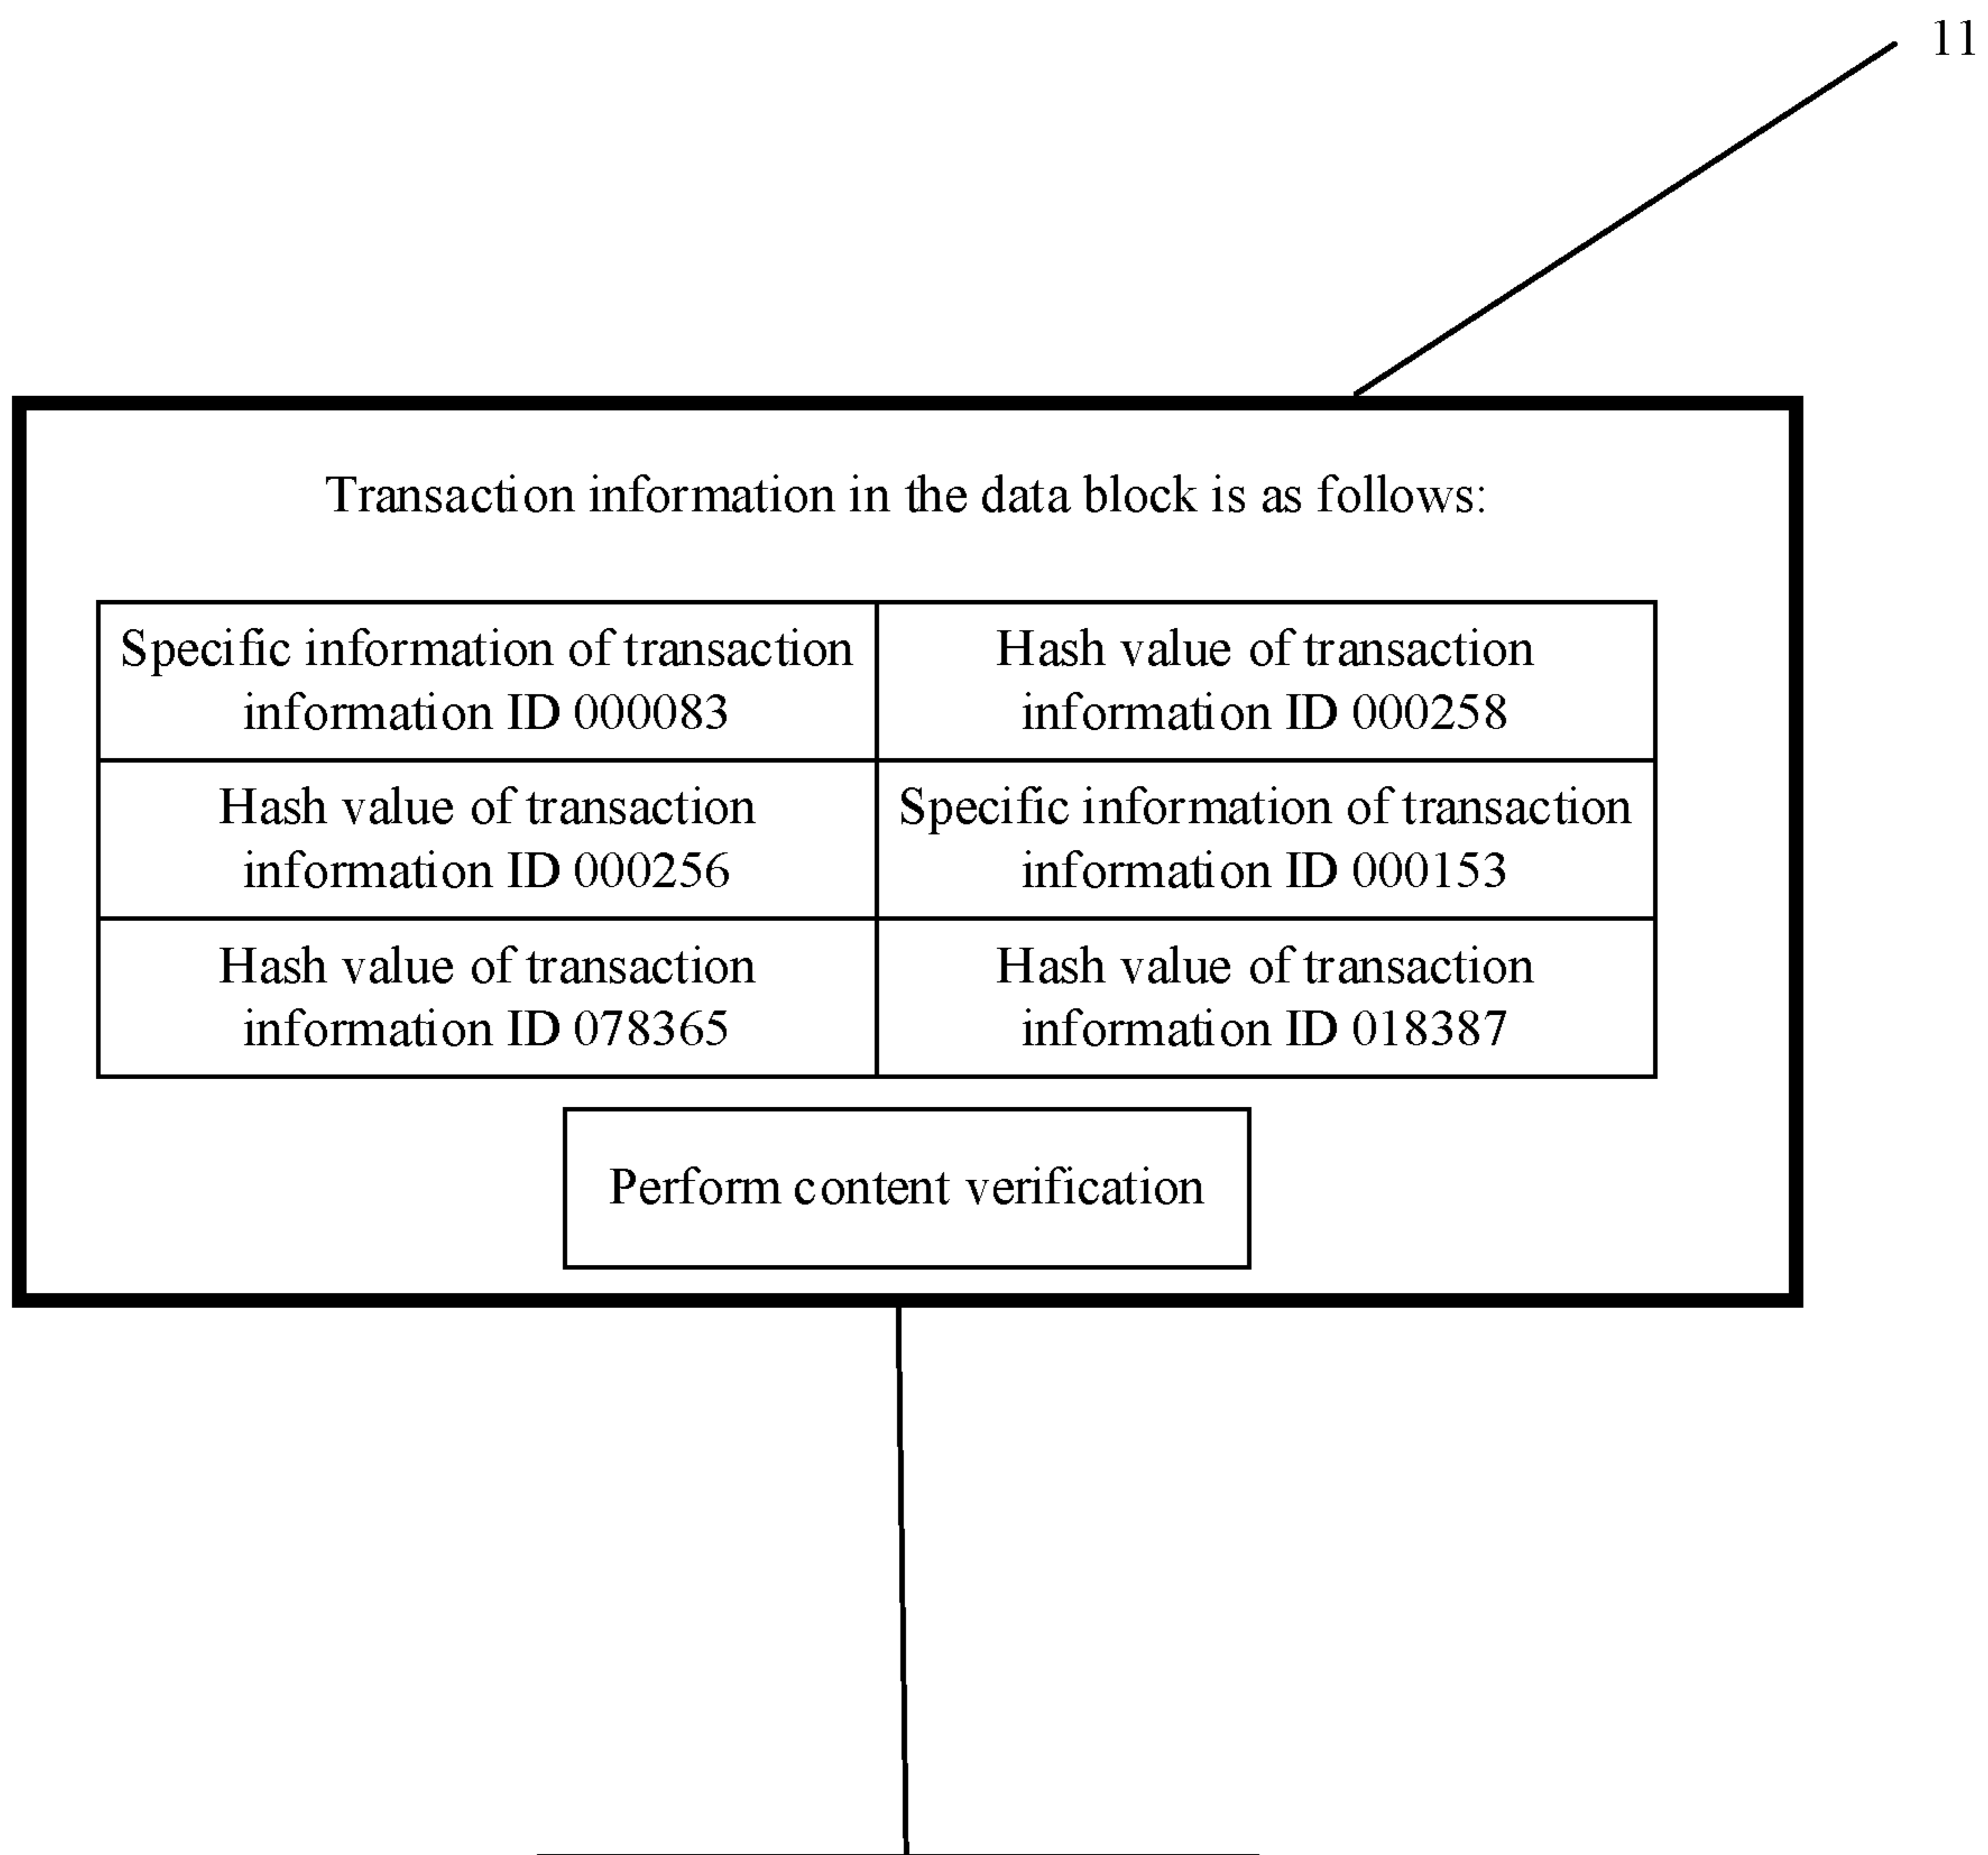 11
Transaction information in the data block is as follows:
Specific information of transaction
information ID 000083
Hash value of transaction
information ID 000258
Hash value of transaction
information ID 000256
Specific information of transaction
information ID 000153
Hash value of transaction
information ID 078365
Hash value of transaction
information ID 018387
Perform content verification